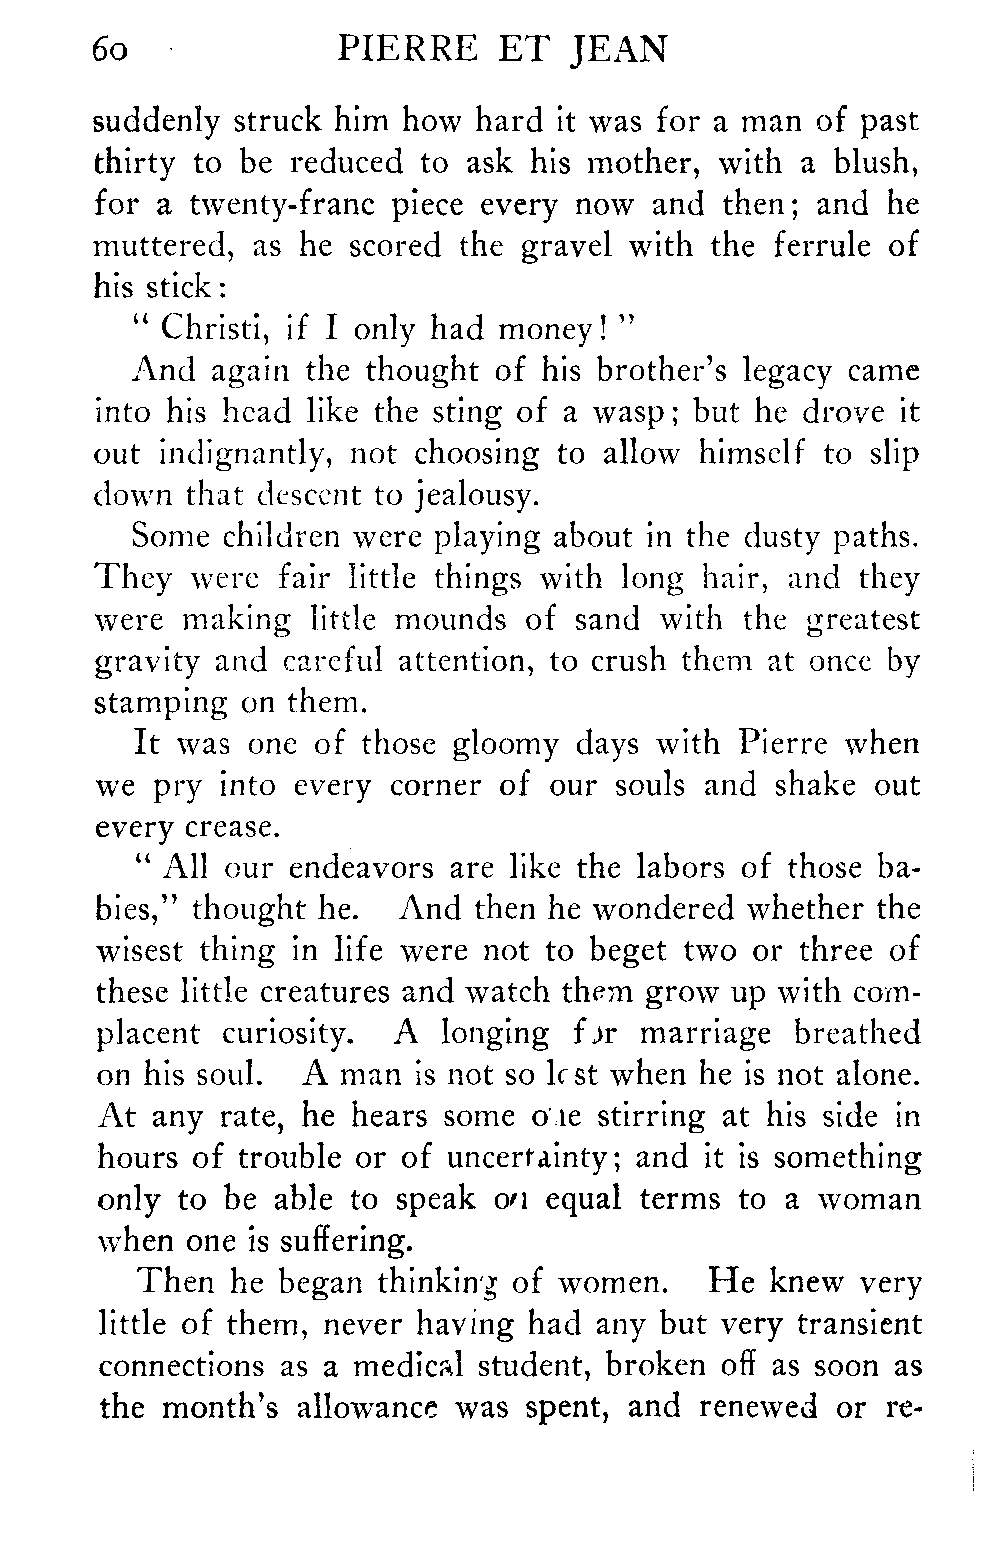 60 PIERRE ET JEAN
suddenly struck him how hard it was for a man of past
thirty to be reduced to ask his mother, with a blush,
for a twenty-franc piece every now and then; and he
muttered, as he scored the gravel with the ferrule of
his stick:
" Christi, if I only had money! "
And again the thought of his brother's legacy came
into his head like the sting of a wasp; but he drove it
out indignantly, not choosing to allow himself to slip
down that descent to jealousy.
Some children were playing about in the dusty paths.
They were fair little things with long hair, and they
were making little mounds of sand with the greatest
gravity and careful attention, to crush them at once by
stamping on them.
It was one of those gloomy days with Pierre when
we pry into every corner of our souls and shake out
every crease.
" All our endeavors are like the labors of those ba-
bies," thought he. And then he wondered whether the
wisest thing in life were not to beget two or three of
these little creatures and watch them grow up with com-
placent curiosity. A longing for marriage breathed
on his soul. A man is not so lost when he is not alone.
At any rate, he hears some one stirring at his side in
hours of trouble or of uncertainty; and it is something
only to be able to speak on equal terms to a woman
when one is suffering.
Then he began thinking of women. He knew very
little of them, never having had any but very transient
connections as a medical student, broken off as soon as
the month's allowance was spent, and renewed or re-